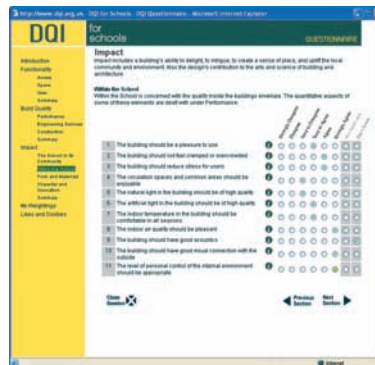 http://www.dqi.org.uk DQI for Schools DQI Questionnaire - Microsoft Internet Explorer
DQI
for
schools
QUESTIONNAIRE
Introduction
Functionality
Access
Space
Uses
Summary
Build Quality
Performance
Engineering Services
Construction
Summary
Impact
The School in its
Community
Within the School
Form and Materials
Character and
Innovation
Summary
Likes and Dislikes
Impact
Impact includes a building's ability to delight, to intrigue, to create a sense of place, and uplift the local
community and environment. Also the design's contribution to the arts and science of building and
architecture
Within the School
Within the School is concerned with the quality inside the buildings envelope. The quantitative aspects of
some of these elements are dealt with under Performance.
1 The building should be a pleasure to use
2 The building should not feel cramped or overcrowded
3 The building should reduce stress for users
4 The circulation spaces and common areas should be
enjoyable
5 The natural light in the building should be of high quality
6 The artificial light in the building should be of high quality
7 The indoor temperature in the building should be
comfortable in all seasons
8 The indoor air quality should be pleasant
9 The building should have good acoustics
10 The building should have good visual connection with the
outside
11 The level of personal control of the internal environment
should be appropriate
Close
Session
Previous
Section
Next
Section
Internet